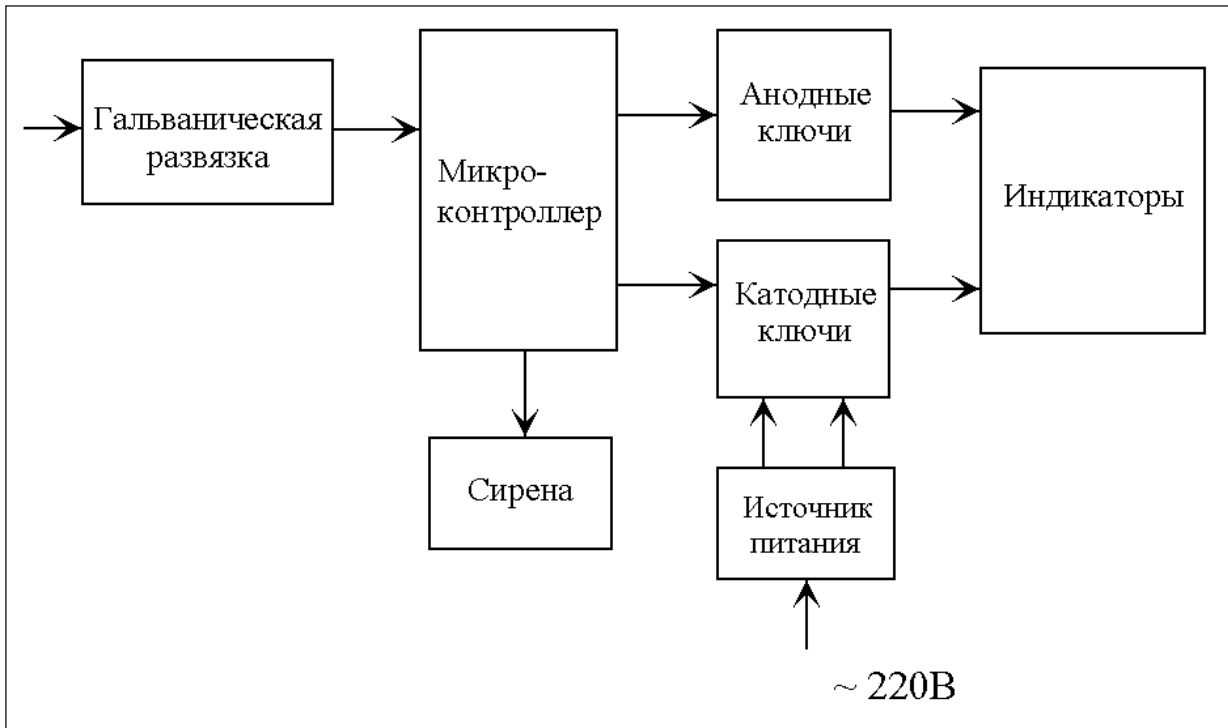 Гальваническая
развязка
Микро-
контроллер
Анодные
ключи
Индикаторы
Катодные
ключи
Сирена
Источник
питания
~ 220В